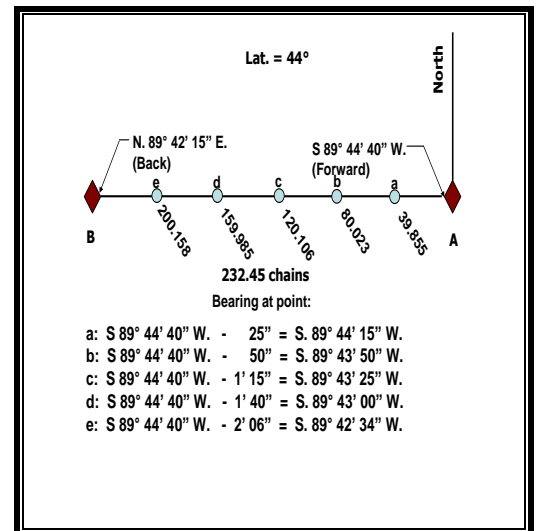 Lat. = 44°
North
N. 89° 42' 15" E.
(Back)
S 89° 44' 40" W.
(Forward)
e
d
c
b
a
B
200.158
159.985
120.106
80.023
39.855
A
232.45 chains
Bearing at point:
a: S 89° 44' 40" W. - 25" = S. 89° 44' 15" W.
b: S 89° 44' 40" W. - 50" = S. 89° 43' 50" W.
c: S 89° 44' 40" W. - 1' 15" = S. 89° 43' 25" W.
d: S 89° 44' 40" W. - 1' 40" = S. 89° 43' 00" W.
e: S 89° 44' 40" W. - 2' 06" = S. 89° 42' 34" W.